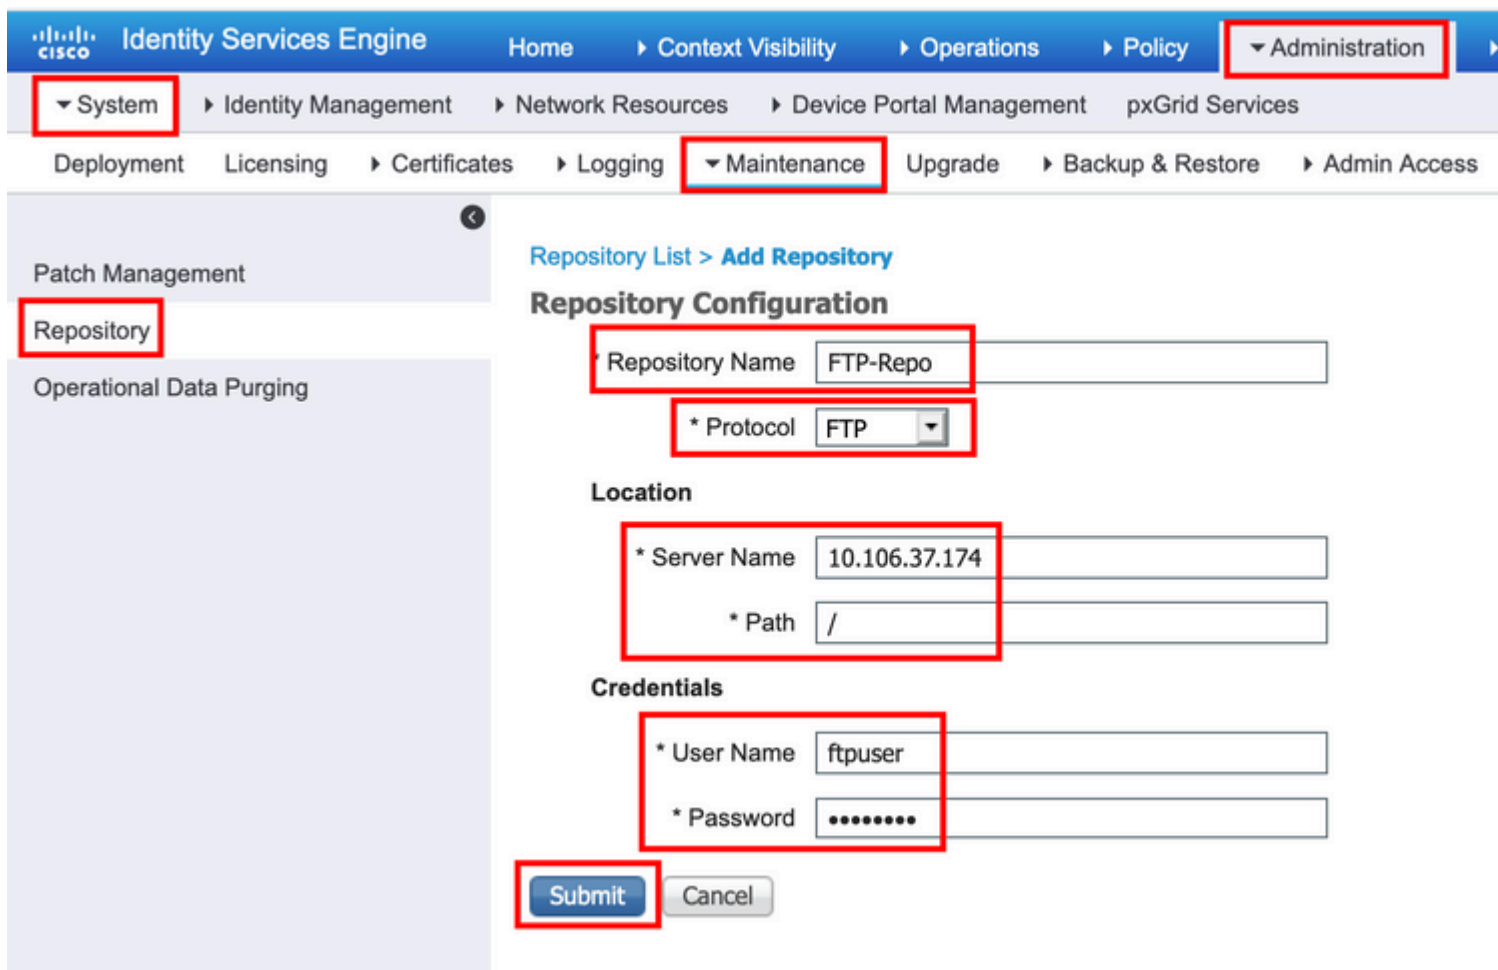 cisco Identity Services Engine Home Context Visibility Operations Policy Administration
System Identity Management Network Resources Device Portal Management pxGrid Services
Deployment Licensing Certificates Logging Maintenance Upgrade Backup & Restore Admin Access
Patch Management
Repository
Operational Data Purging
Repository List > Add Repository
Repository Configuration
* Repository Name FTP-Repo
* Protocol FTP
Location
* Server Name 10.106.37.174
* Path /
Credentials
* User Name ftpuser
* Password ••••••••
Submit Cancel